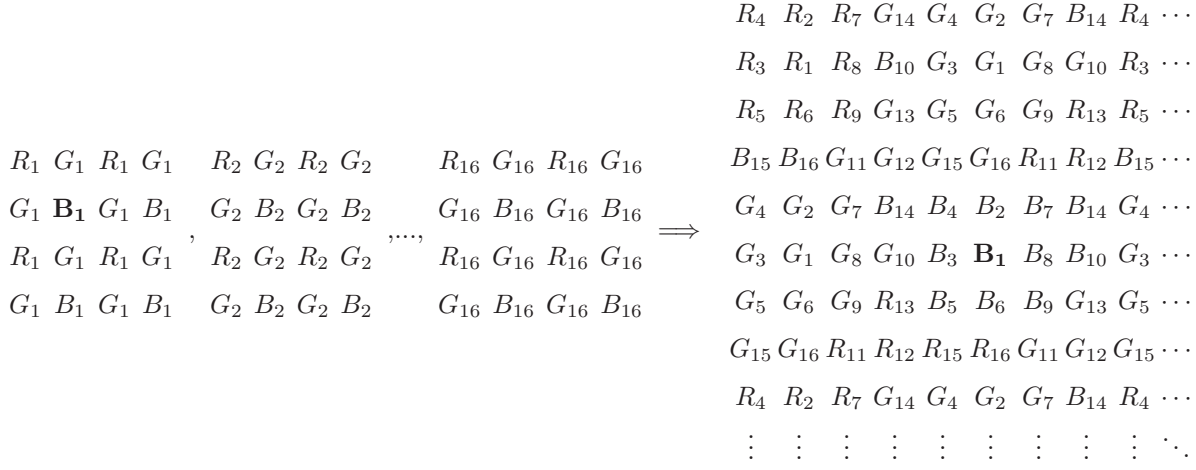 R₁ G₁ R₁ G₁ R₂ G₂ R₂ G₂ R₁₆ G₁₆ R₁₆ G₁₆
G₁ **B₁** G₁ B₁ , G₂ B₂ G₂ B₂ ,..., G₁₆ B₁₆ G₁₆ B₁₆ ⟹
R₁ G₁ R₁ G₁ R₂ G₂ R₂ G₂ R₁₆ G₁₆ R₁₆ G₁₆
G₁ B₁ G₁ B₁ G₂ B₂ G₂ B₂ G₁₆ B₁₆ G₁₆ B₁₆
R₄ R₂ R₇ G₁₄ G₄ G₂ G₇ B₁₄ R₄ ⋯
R₃ R₁ R₈ B₁₀ G₃ G₁ G₈ G₁₀ R₃ ⋯
R₅ R₆ R₉ G₁₃ G₅ G₆ G₉ R₁₃ R₅ ⋯
B₁₅ B₁₆ G₁₁ G₁₂ G₁₅ G₁₆ R₁₁ R₁₂ B₁₅ ⋯
G₄ G₂ G₇ B₁₄ B₄ B₂ B₇ B₁₄ G₄ ⋯
G₃ G₁ G₈ G₁₀ B₃ **B₁** B₈ B₁₀ G₃ ⋯
G₅ G₆ G₉ R₁₃ B₅ B₆ B₉ G₁₃ G₅ ⋯
G₁₅ G₁₆ R₁₁ R₁₂ R₁₅ R₁₆ G₁₁ G₁₂ G₁₅ ⋯
R₄ R₂ R₇ G₁₄ G₄ G₂ G₇ B₁₄ R₄ ⋯
⋮ ⋮ ⋮ ⋮ ⋮ ⋮ ⋮ ⋮ ⋮ ⋱